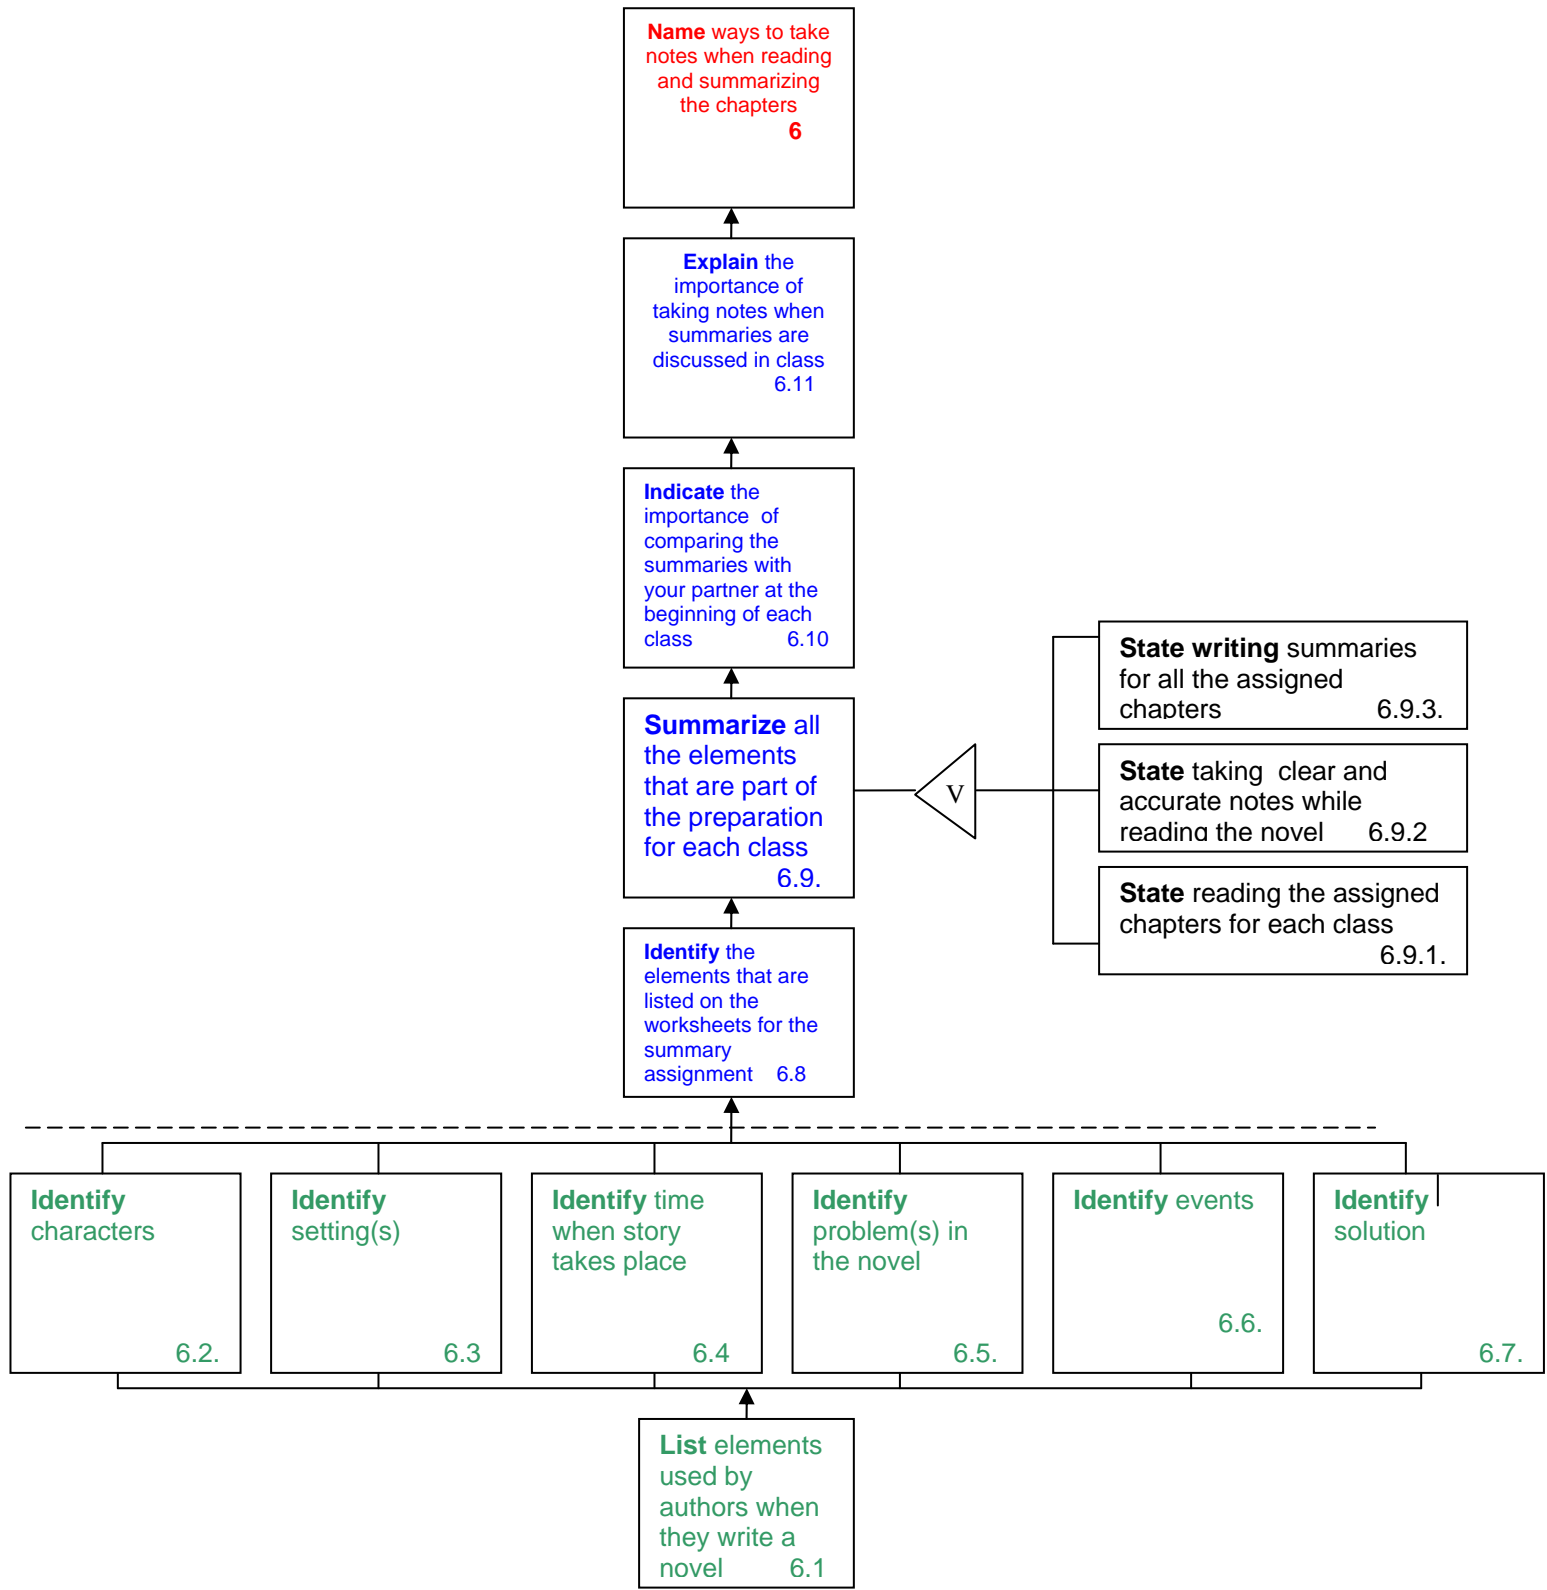 Name ways to take
notes when reading
and summarizing
the chapters
6
Explain the
importance of
taking notes when
summaries are
discussed in class
6.11
Indicate the
importance of
comparing the
summaries with
your partner at the
beginning of each
class 6.10
Summarize all
the elements
that are part of
the preparation
for each class
6.9.
V
State writing summaries
for all the assigned
chapters 6.9.3.
State taking clear and
accurate notes while
reading the novel 6.9.2
State reading the assigned
chapters for each class
6.9.1.
Identify the
elements that are
listed on the
worksheets for the
summary
assignment 6.8
Identify
characters
6.2.
Identify
setting(s)
6.3
Identify time
when story
takes place
6.4
Identify
problem(s) in
the novel
6.5.
Identify events
6.6.
Identify
solution
6.7.
List elements
used by
authors when
they write a
novel 6.1